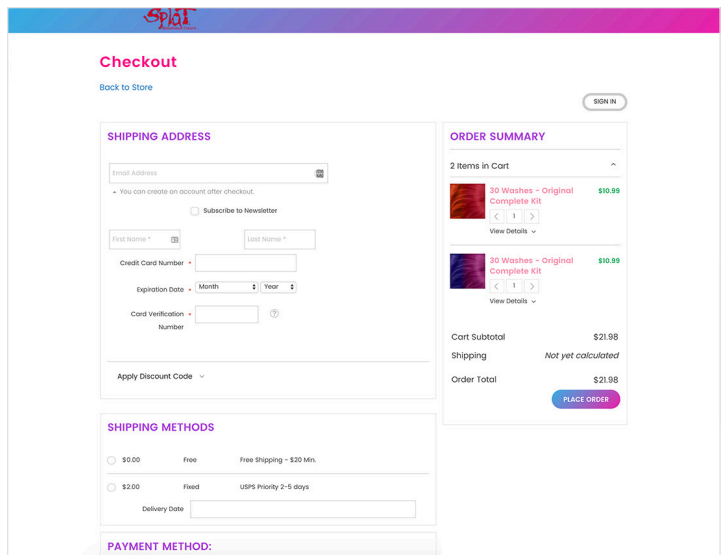 Splat
Checkout
Back to Store
SIGN IN
SHIPPING ADDRESS
Email Address
You can create an account after checkout.
Subscribe to Newsletter
First Name *
Last Name *
Credit Card Number *
Expiration Date *
Month
Year
Card Verification *
Number
?
Apply Discount Code
SHIPPING METHODS
$0.00 Free Free Shipping - $20 Min.
$2.00 Fixed USPS Priority 2-5 days
Delivery Date
PAYMENT METHOD:
ORDER SUMMARY
2 Items in Cart
30 Washes - Original $10.99
Complete Kit
1
View Details
30 Washes - Original $10.99
Complete Kit
1
View Details
Cart Subtotal $21.98
Shipping Not yet calculated
Order Total $21.98
PLACE ORDER